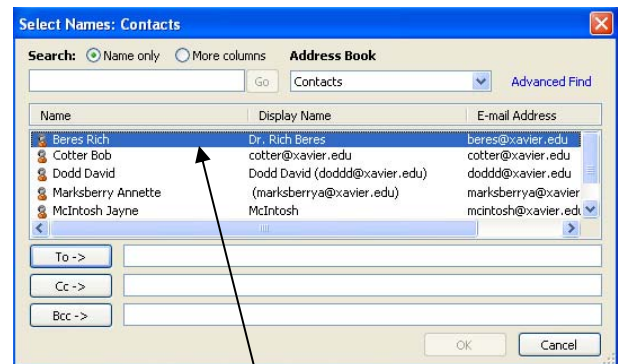 Select Names: Contacts
Search: Name only More columns Address Book
Go Contacts Advanced Find
Name Display Name E-mail Address
Beres Rich Dr. Rich Beres beres@xavier.edu
Cotter Bob cotter@xavier.edu cotter@xavier.edu
Dodd David Dodd David (doddd@xavier.edu) doddd@xavier.edu
Marksberry Annette (marksberrya@xavier.edu) marksberrya@xavier
McIntosh Jayne McIntosh mcintosh@xavier.edu
To ->
Cc ->
Bcc ->
OK Cancel